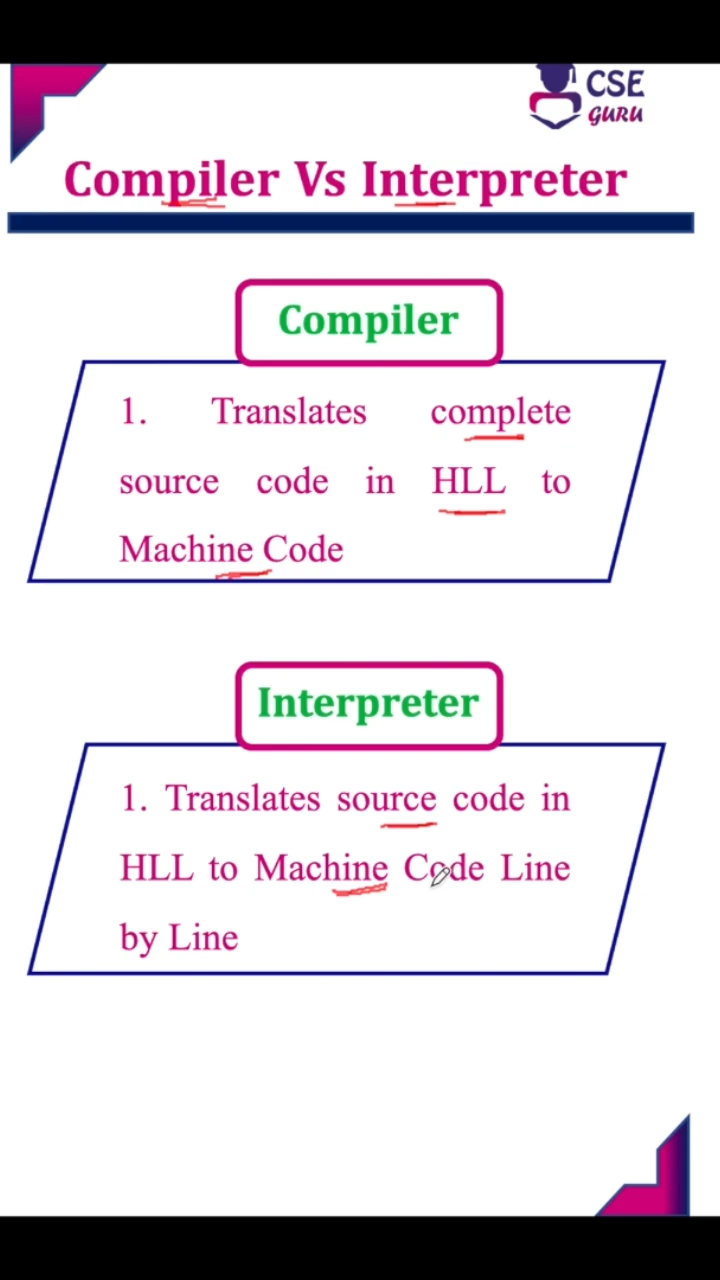 CSE
GURU
Compiler Vs Interpreter
Compiler
1. Translates complete
source code in HLL to
Machine Code
Interpreter
1. Translates source code in
HLL to Machine Code Line
by Line